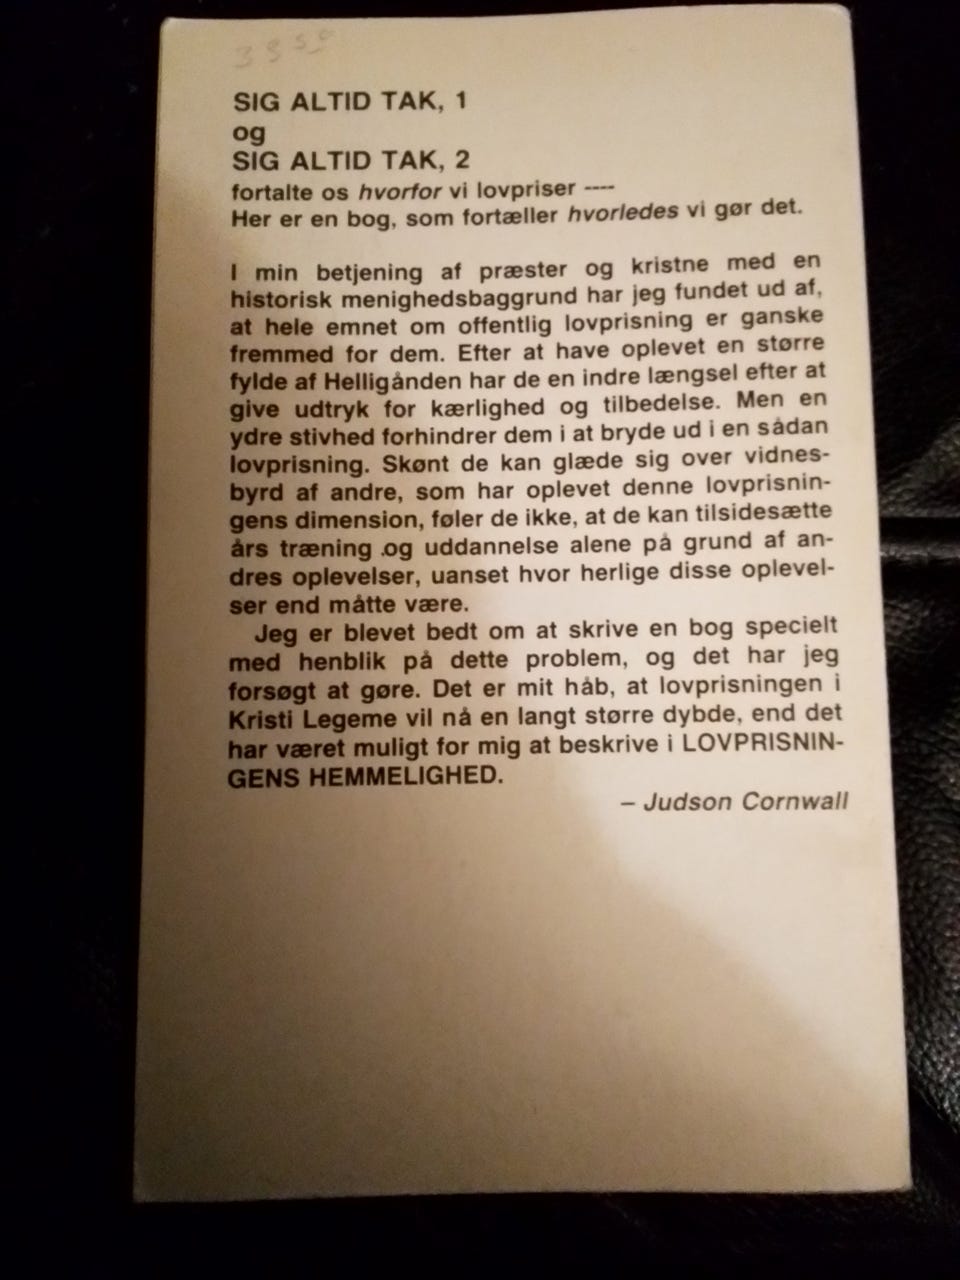 33 50
SIG ALTID TAK, 1
og
SIG ALTID TAK, 2
fortalte os hvorfor vi lovpriser ----
Her er en bog, som fortæller hvorledes vi gør det.
I min betjening af præster og kristne med en
historisk menighedsbaggrund har jeg fundet ud af,
at hele emnet om offentlig lovprisning er ganske
fremmed for dem. Efter at have oplevet en større
fylde af Helligånden har de en indre længsel efter at
give udtryk for kærlighed og tilbedelse. Men en
ydre stivhed forhindrer dem i at bryde ud i en sådan
lovprisning. Skønt de kan glæde sig over vidnes-
byrd af andre, som har oplevet denne lovprisnin-
gens dimension, føler de ikke, at de kan tilsidesætte
års træning .og uddannelse alene på grund af an-
dres oplevelser, uanset hvor herlige disse oplevel-
ser end måtte være.
Jeg er blevet bedt om at skrive en bog specielt
med henblik på dette problem, og det har jeg
forsøgt at gøre. Det er mit håb, at lovprisningen i
Kristi Legeme vil nå en langt større dybde, end det
har været muligt for mig at beskrive i LOVPRISNIN-
GENS HEMMELIGHED.
– Judson Cornwall